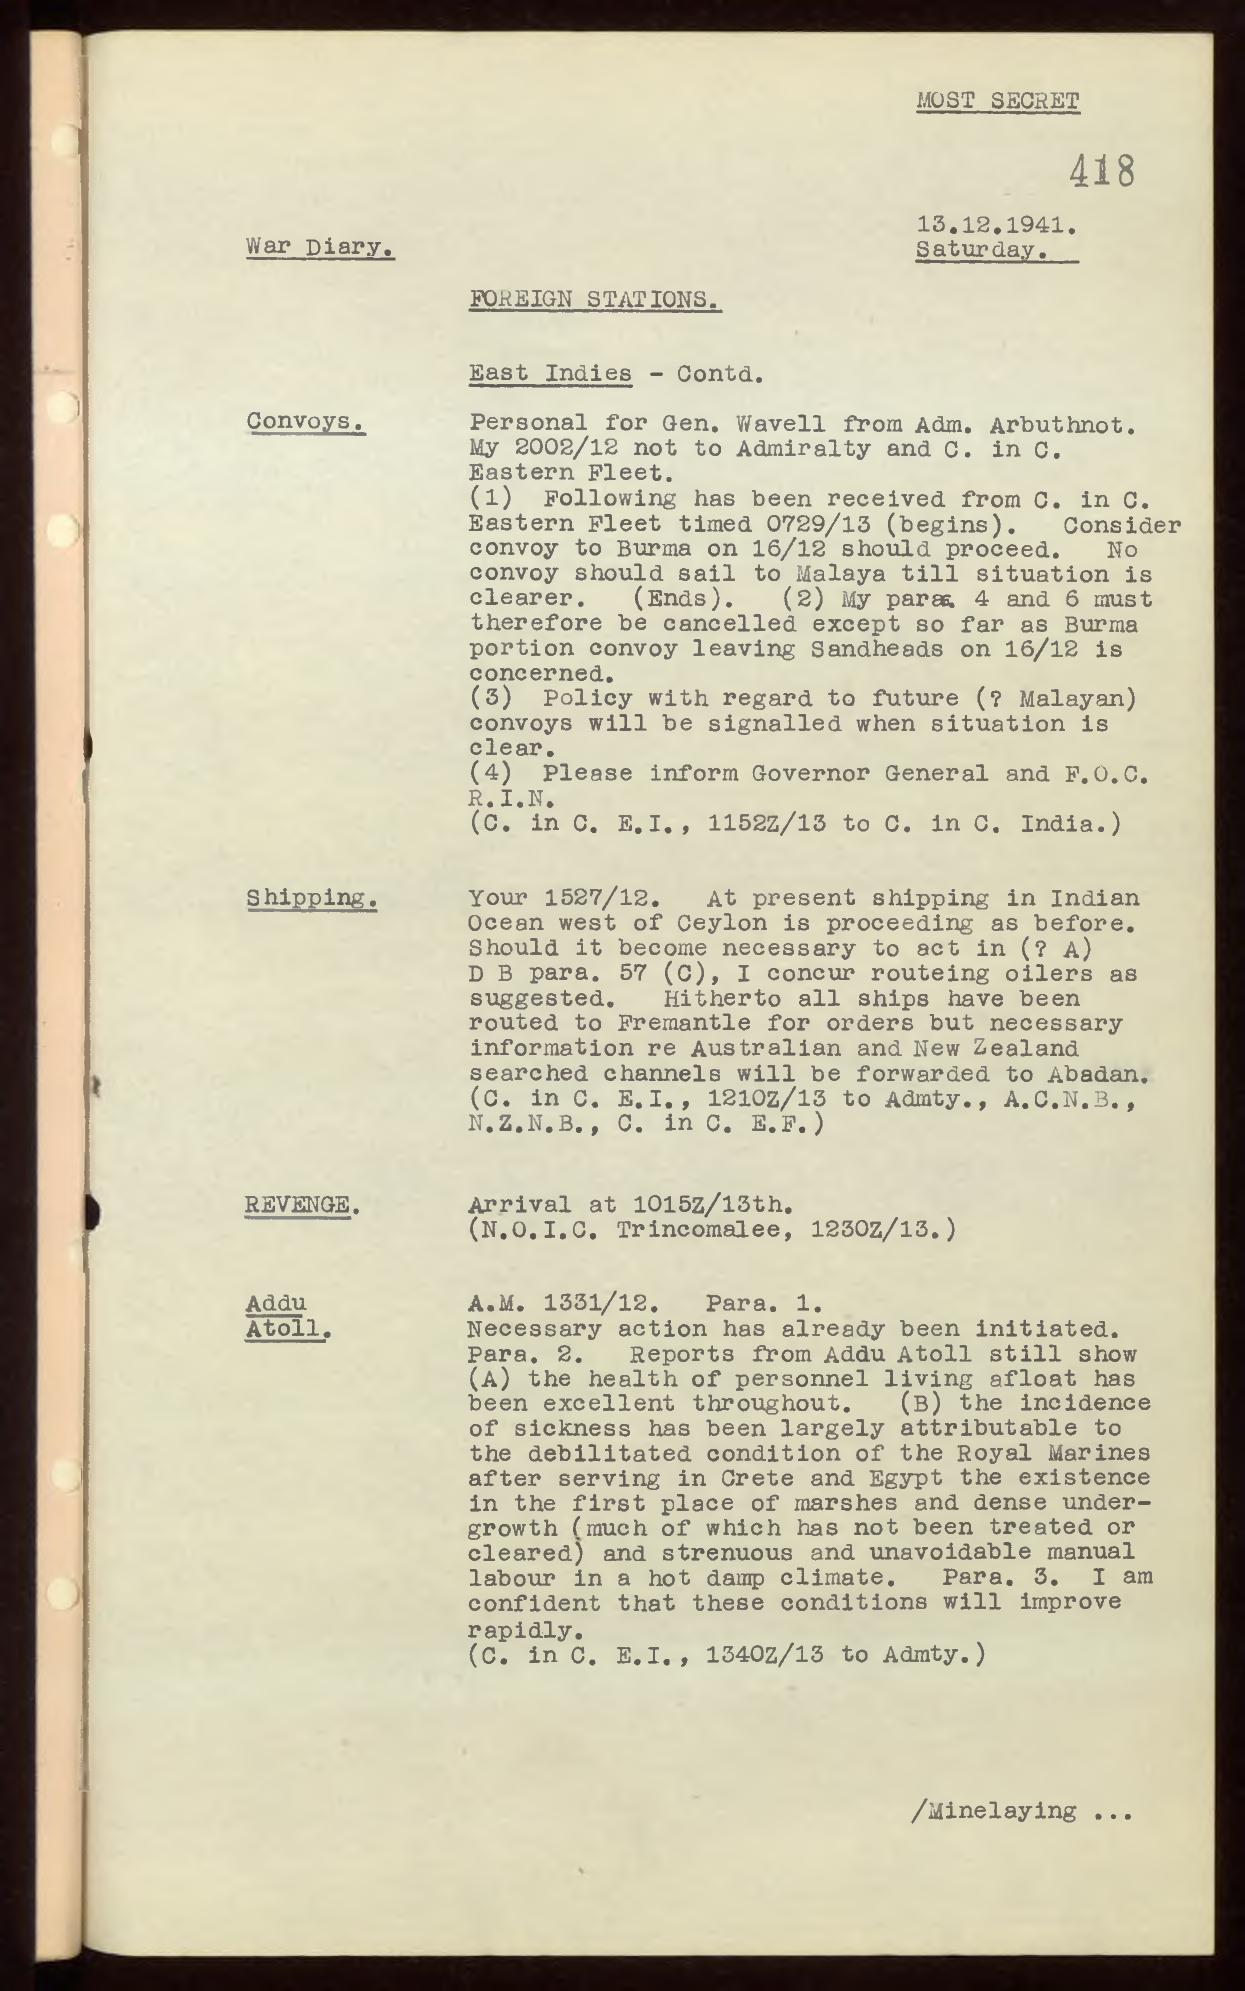 MOST SECRET
418
13.12.1941.
War Diary.
Saturday.
FOREIGN STATIONS.
East Indies - Contd.
Convoys.
Personal for Gen. Wavell from Adm. Arbuthnot.
My 2002/12 not to Admiralty and C. in C.
Eastern Fleet.
(1) Following has been received from C. in C.
Eastern Fleet timed 0729/13 (begins). Consider
convoy to Burma on 16/12 should proceed. No
convoy should sail to Malaya till situation is
clearer. (Ends). (2) My paras. 4 and 6 must
therefore be cancelled except so far as Burma
portion convoy leaving Sandheads on 16/12 is
concerned.
(3) Policy with regard to future (? Malayan)
convoys will be signalled when situation is
clear.
(4) Please inform Governor General and F.O.C.
R.I.N.
(C. in C. E.I., 1152Z/13 to C. in C. India.)
Shipping.
Your 1527/12. At present shipping in Indian
Ocean west of Ceylon is proceeding as before.
Should it become necessary to act in (? A)
D B para. 57 (C), I concur routeing oilers as
suggested. Hitherto all ships have been
routed to Fremantle for orders but necessary
information re Australian and New Zealand
searched channels will be forwarded to Abadan.
(C. in C. E.I., 1210Z/13 to Admty., A.C.N.B.,
N.Z.N.B., C. in C. E.F.)
REVENGE.
Arrival at 1015Z/13th.
(N.O.I.C. Trincomalee, 1230Z/13.)
Addu
Atoll.
A.M. 1331/12. Para. 1.
Necessary action has already been initiated.
Para. 2. Reports from Addu Atoll still show
(A) the health of personnel living afloat has
been excellent throughout. (B) the incidence
of sickness has been largely attributable to
the debilitated condition of the Royal Marines
after serving in Crete and Egypt the existence
in the first place of marshes and dense under-
growth (much of which has not been treated or
cleared) and strenuous and unavoidable manual
labour in a hot damp climate. Para. 3. I am
confident that these conditions will improve
rapidly.
(C. in C. E.I., 1340Z/13 to Admty.)
/Minelaying ...